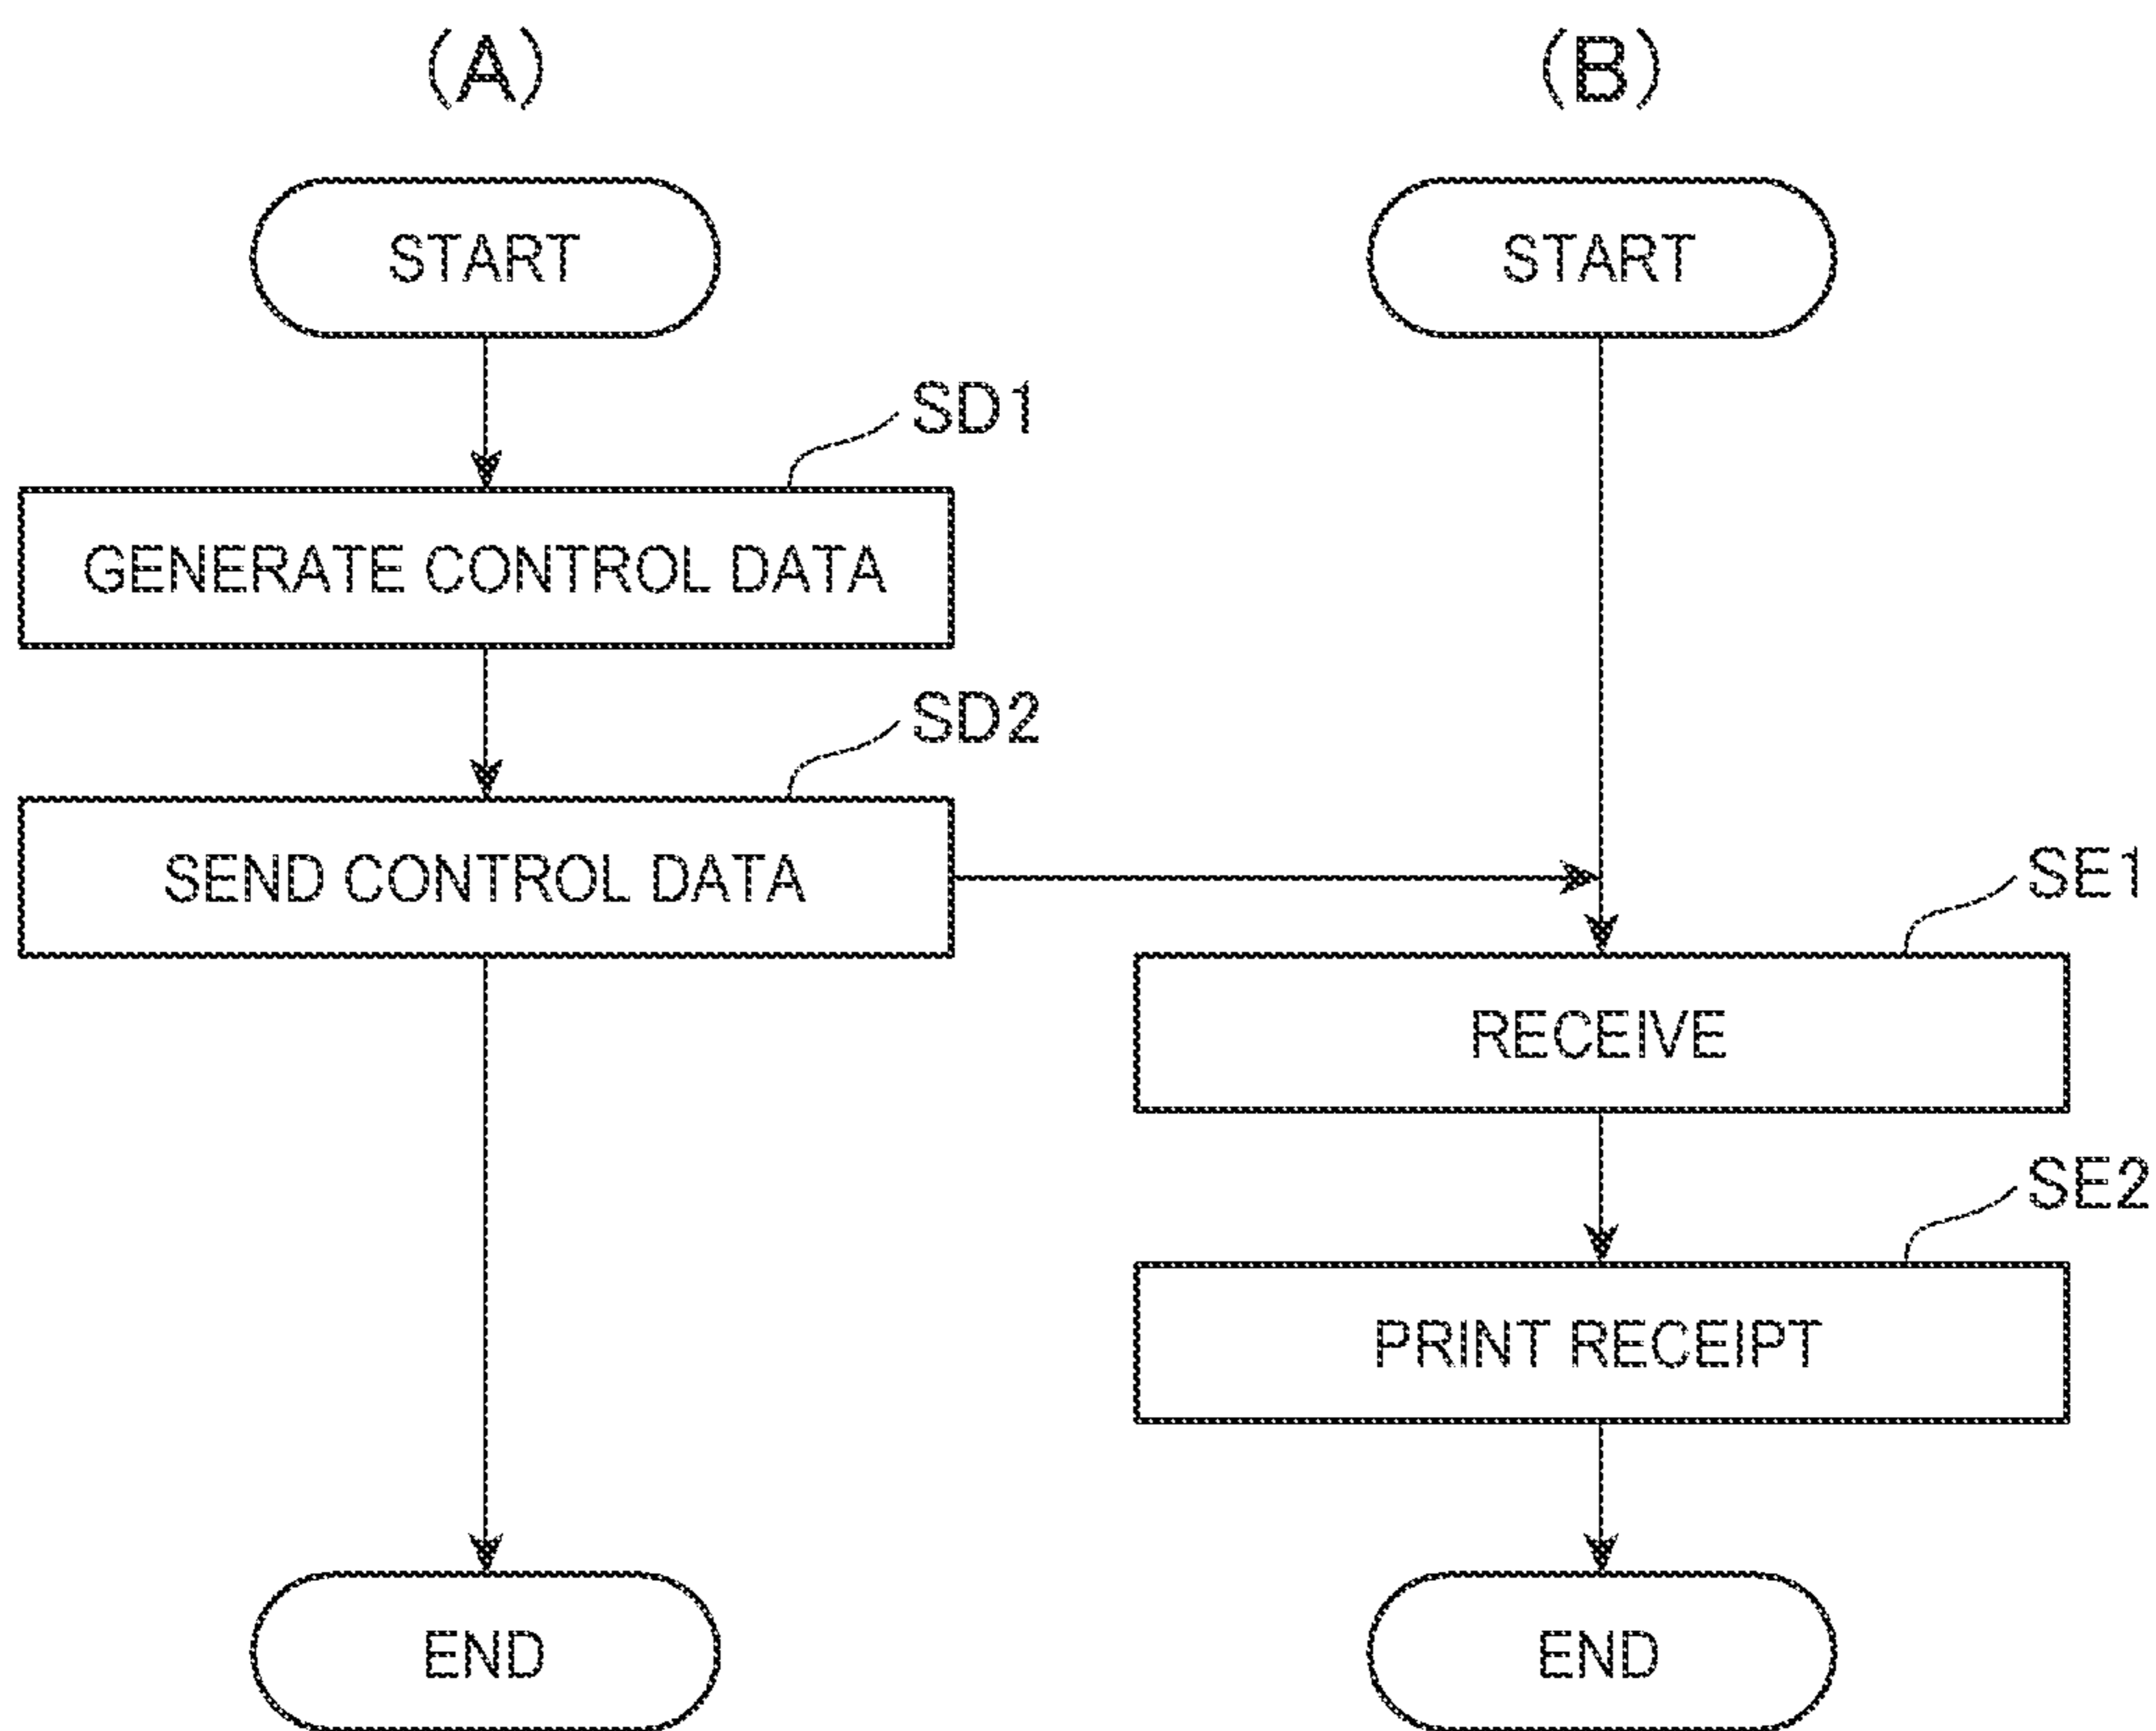 (A)
START
SD1
GENERATE CONTROL DATA
SD2
SEND CONTROL DATA
END
(B)
START
SE1
RECEIVE
SE2
PRINT RECEIPT
END